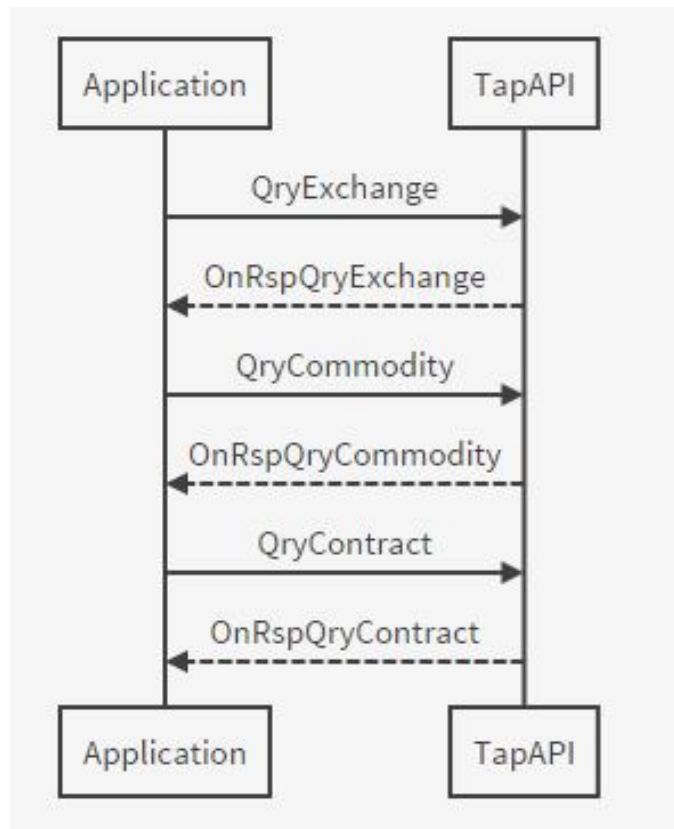 Application TapAPI
QryExchange
OnRspQryExchange
QryCommodity
OnRspQryCommodity
QryContract
OnRspQryContract
Application TapAPI